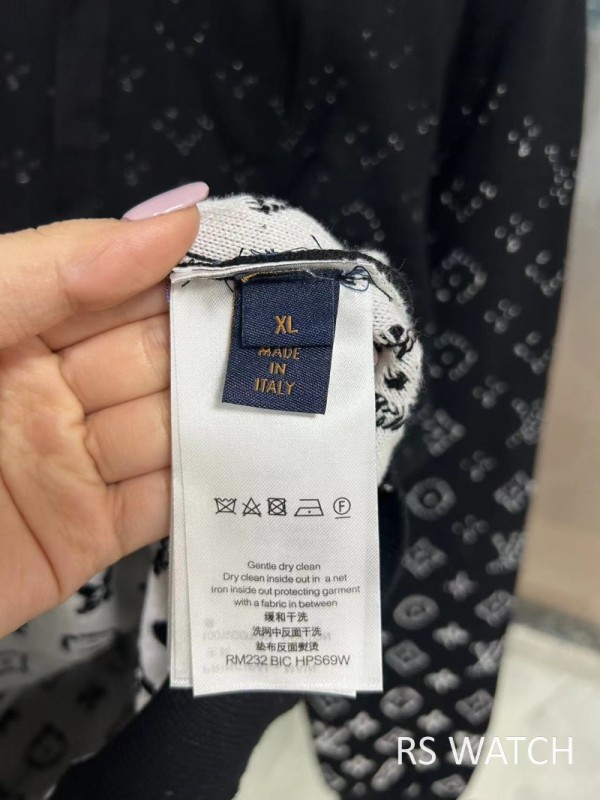 XL
MADE
IN
ITALY
F
Gentle dry clean
Dry clean inside out in a net
Iron inside out protecting garment
with a fabric in between
缓和干洗
洗网中反面干洗
垫布反面熨烫
RM232 BIC HPS69W
RS WATCH